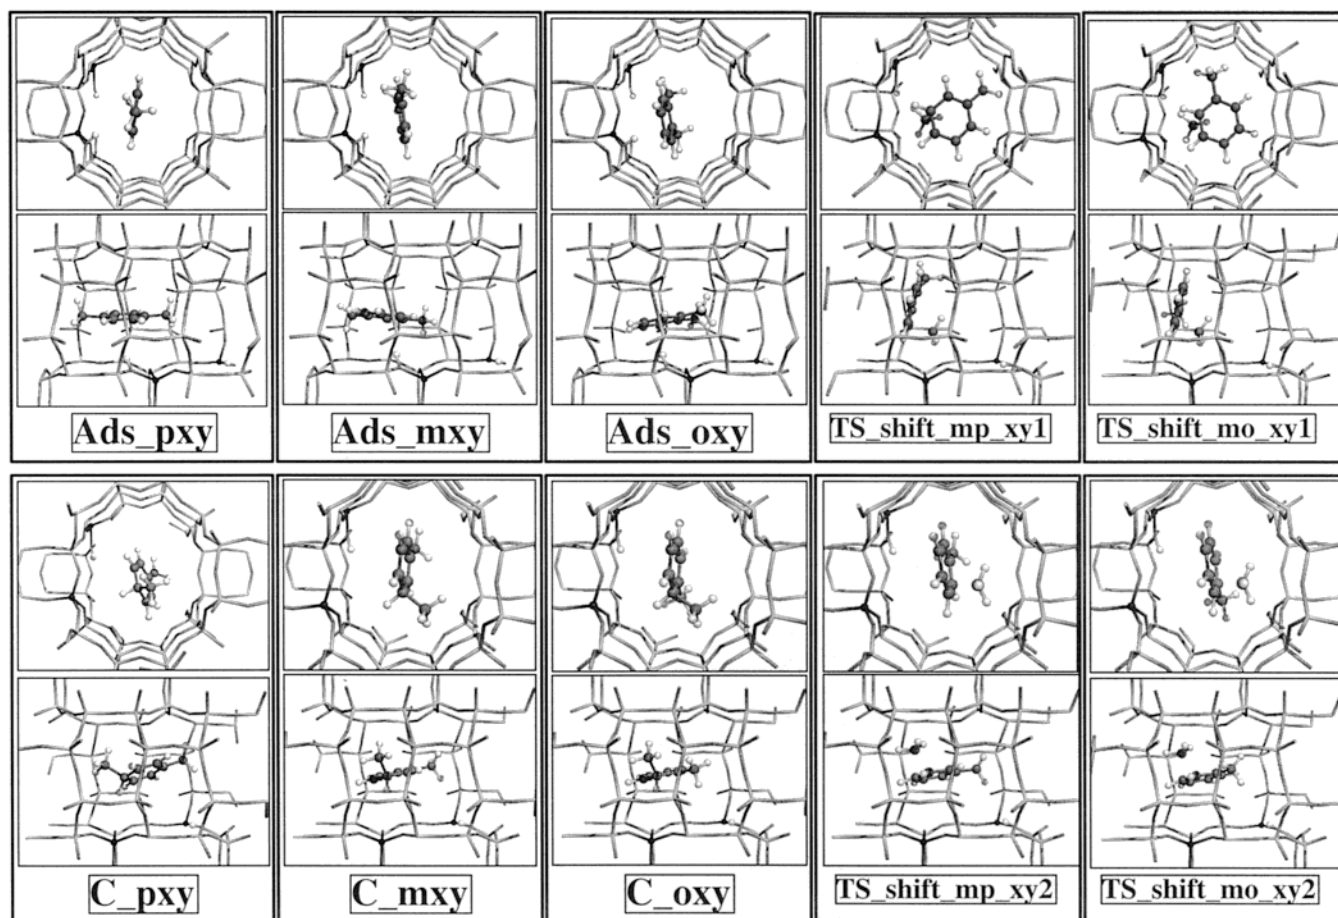 Ads_pxy
Ads_mxy
Ads_oxy
TS_shift_mp_xy1
TS_shift_mo_xy1
C_pxy
C_mxy
C_oxy
TS_shift_mp_xy2
TS_shift_mo_xy2